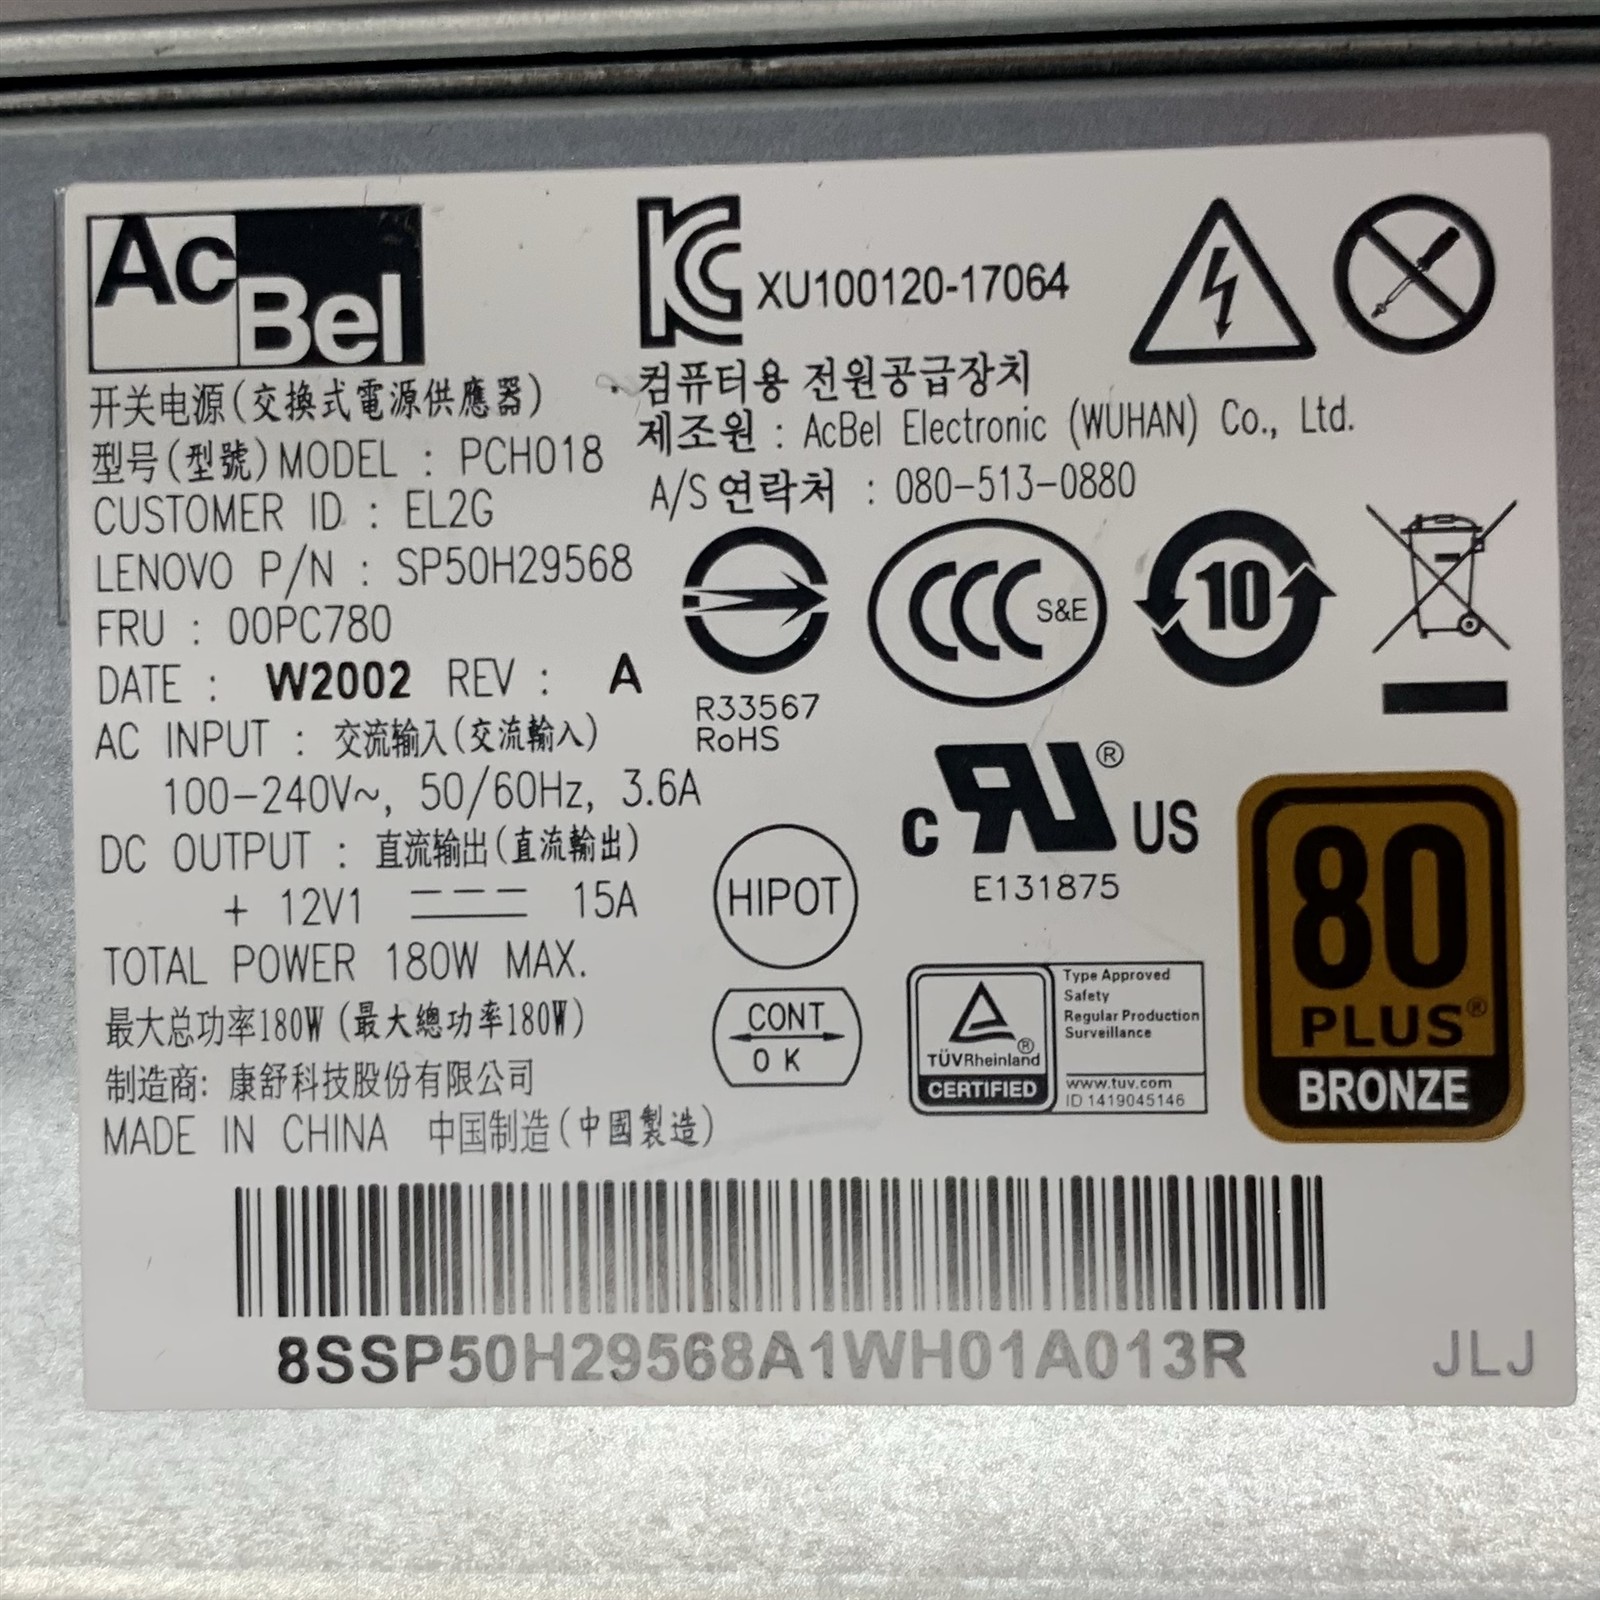 AcBel
开关电源(交换式電源供應器)
型号(型號)MODEL : PCH018
CUSTOMER ID : EL2G
LENOVO P/N : SP50H29568
FRU : 00PC780
DATE : W2002 REV : A
AC INPUT : 交流输入(交流輸入)
100-240V~, 50/60Hz, 3.6A
DC OUTPUT : 直流输出(直流輸出)
+ 12V1 15A
TOTAL POWER 180W MAX.
最大总功率180W(最大總功率180W)
制造商: 康舒科技股份有限公司
MADE IN CHINA 中国制造(中國製造)
KC XU100120-17064
컴퓨터용 전원공급장치
제조원 : AcBel Electronic (WUHAN) Co., Ltd.
A/S 연락처 : 080-513-0880
R33567
RoHS
CCC S&E
10
c RU® US
E131875
HIPOT
CONT
OK
TÜVRheinland®
CERTIFIED
Type Approved
Safety
Regular Production
Surveillance
www.tuv.com
ID 1419045146
80
PLUS®
BRONZE
8SSP50H29568A1WH01A013R
JLJ